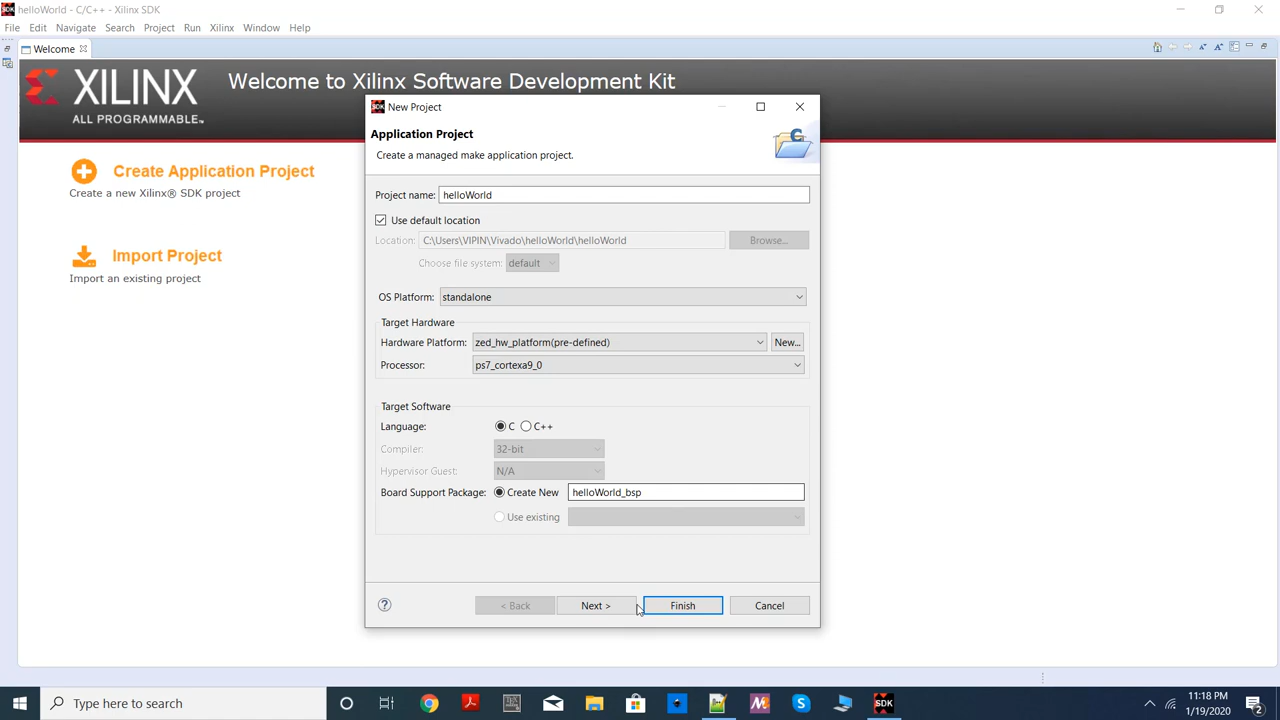 helloWorld - C/C++ - Xilinx SDK
File Edit Navigate Search Project Run Xilinx Window Help
Welcome
XILINX
ALL PROGRAMMABLE™
Welcome to Xilinx Software Development Kit
Create Application Project
Create a new Xilinx® SDK project
Import Project
Import an existing project
SDK New Project
Application Project
Create a managed make application project.
Project name: helloWorld
Use default location
Location: C:\Users\VIPIN\Vivado\helloWorld\helloWorld Browse...
Choose file system: default
OS Platform: standalone
Target Hardware
Hardware Platform: zed_hw_platform(pre-defined) New...
Processor: ps7_cortexa9_0
Target Software
Language: C C++
Compiler: 32-bit
Hypervisor Guest: N/A
Board Support Package: Create New helloWorld_bsp
Use existing
< Back Next > Finish Cancel
Type here to search
SDK
11:18 PM
1/19/2020
2